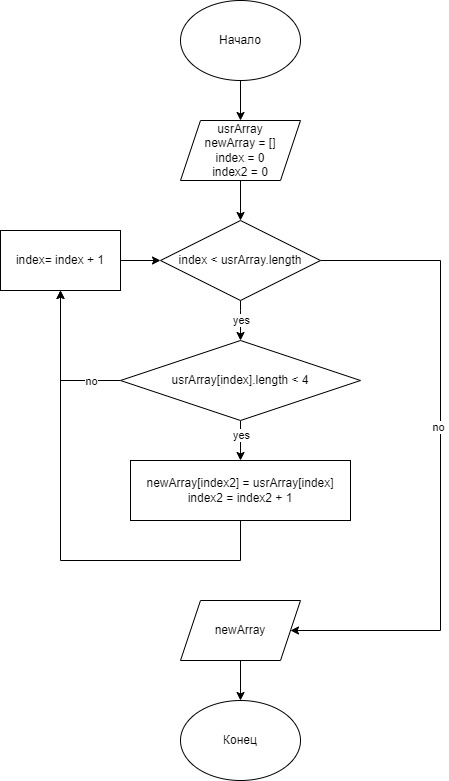 Начало
usrArray
newArray = []
index = 0
index2 = 0
index= index + 1
index < usrArray.length
yes
usrArray[index].length < 4
no
yes
no
newArray[index2] = usrArray[index]
index2 = index2 + 1
newArray
Конец